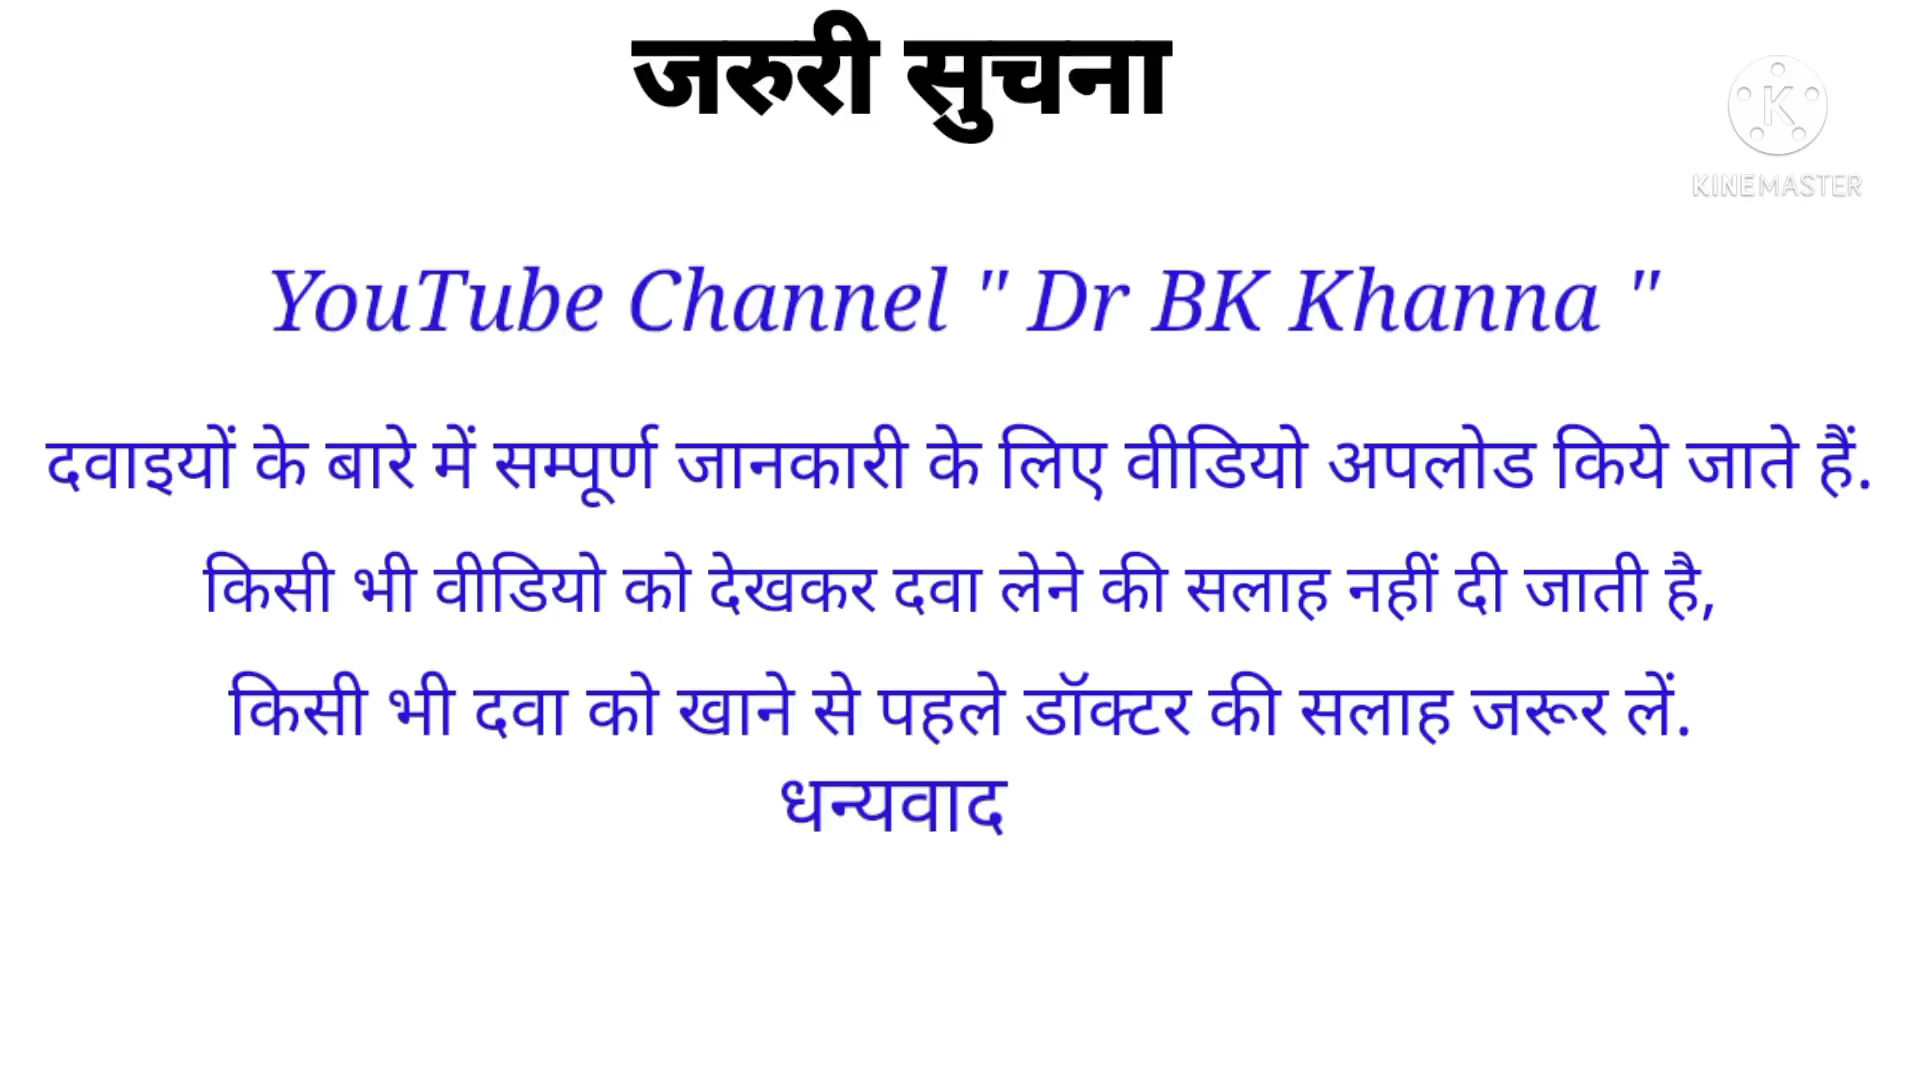 जरुरी सुचना
KINEMASTER
YouTube Channel " Dr BK Khanna "
दवाइयों के बारे में सम्पूर्ण जानकारी के लिए वीडियो अपलोड किये जाते हैं.
किसी भी वीडियो को देखकर दवा लेने की सलाह नहीं दी जाती है,
किसी भी दवा को खाने से पहले डॉक्टर की सलाह जरूर लें.
धन्यवाद